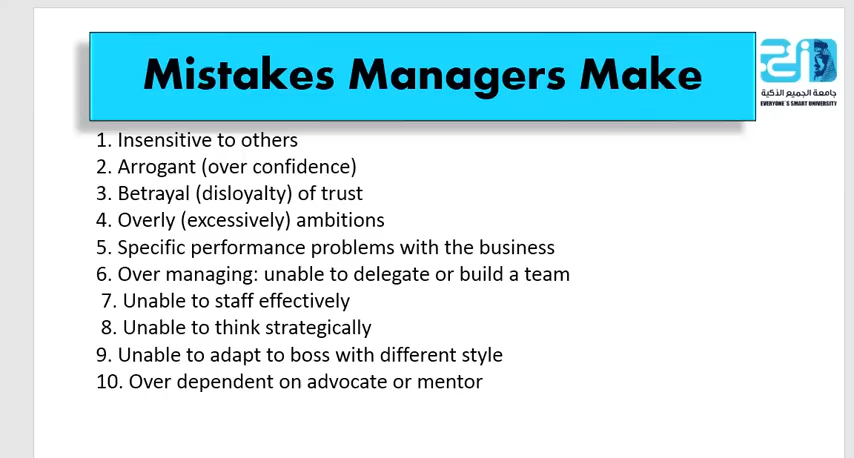 Mistakes Managers Make
جامعة الجميع الذكية
EVERYONE`S SMART UNIVERSITY
1. Insensitive to others
2. Arrogant (over confidence)
3. Betrayal (disloyalty) of trust
4. Overly (excessively) ambitions
5. Specific performance problems with the business
6. Over managing: unable to delegate or build a team
7. Unable to staff effectively
8. Unable to think strategically
9. Unable to adapt to boss with different style
10. Over dependent on advocate or mentor